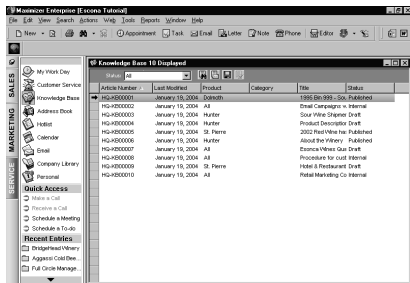 Maximizer Enterprise [Escona Tutorial]
File Edit View Search Actions Web Tools Reports Window Help
New Appointment Task Email Letter Note Phone Editor
SALES
MARKETING
SERVICE
My Work Day
Customer Service
Knowledge Base
Address Book
Hotlist
Calendar
Email
Company Library
Personal
Quick Access
Make a Call
Receive a Call
Schedule a Meeting
Schedule a To-do
Recent Entries
BridgeHead Winery
Agassi Cold Bee...
Full Circle Manage...
Knowledge Base 10 Displayed
Status: All
Article Number Last Modified Product Category Title Status
HQ-KB00001 January 19, 2004 Dolmoth 1995 Bin 999 - Sou Published
HQ-KB00002 January 19, 2004 All Email Campaigns w. Internal
HQ-KB00003 January 19, 2004 Hunter Sour Wine Shipmer Draft
HQ-KB00004 January 19, 2004 Hunter Product Description Draft
HQ-KB00005 January 19, 2004 St. Pierre 2002 Red Wine har Published
HQ-KB00006 January 19, 2004 Hunter About the Winery Published
HQ-KB00007 January 19, 2004 All Esonca Wines Que Draft
HQ-KB00008 January 19, 2004 All Procedure for cust Internal
HQ-KB00009 January 19, 2004 St. Pierre Hotel & Restaurant Draft
HQ-KB00010 January 19, 2004 All Retail Marketing Co Internal